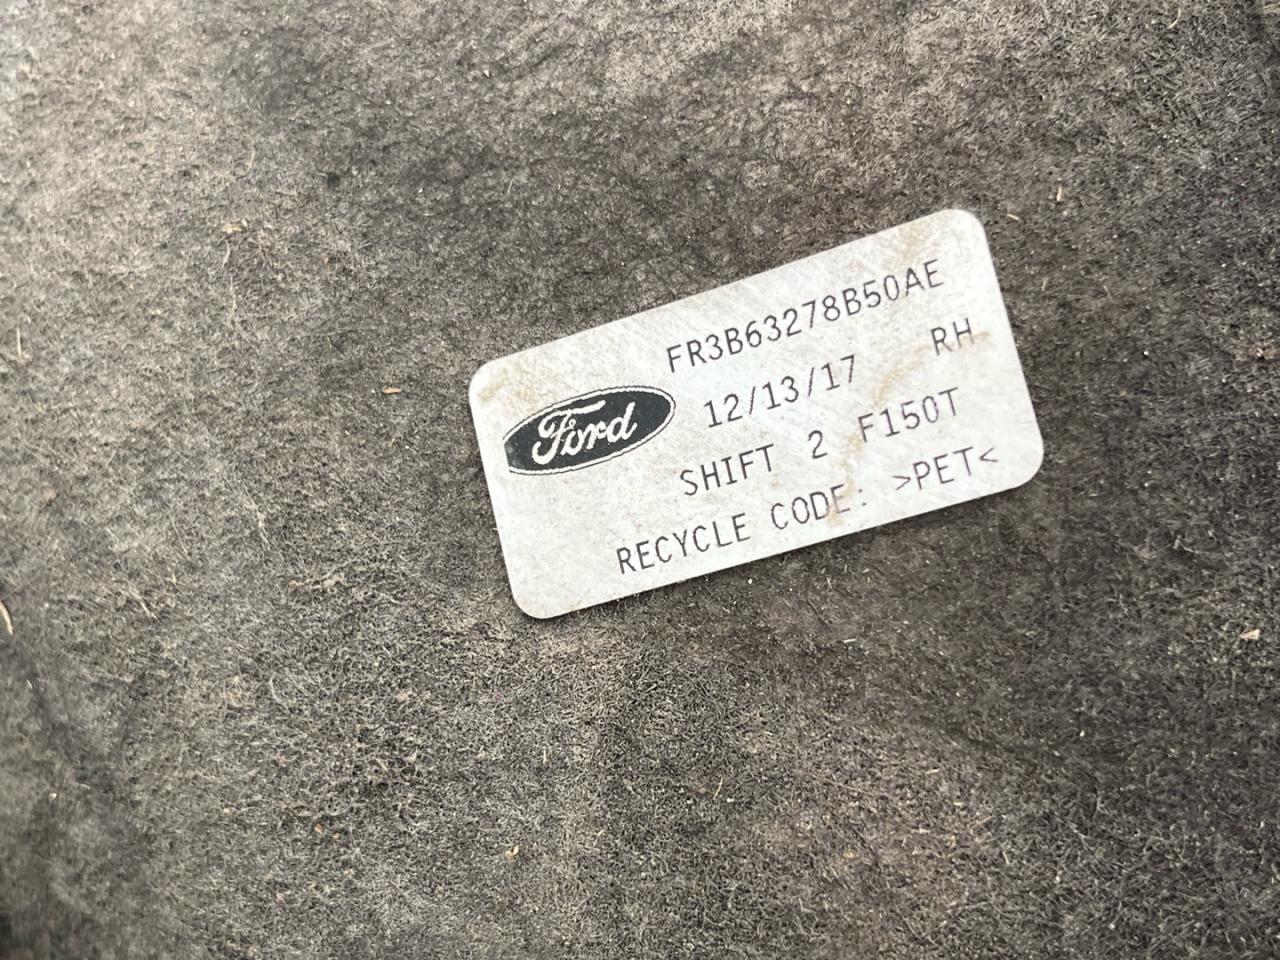 FR3B63278B50AE
Ford 12/13/17 RH
SHIFT 2 F150T
RECYCLE CODE: >PET<